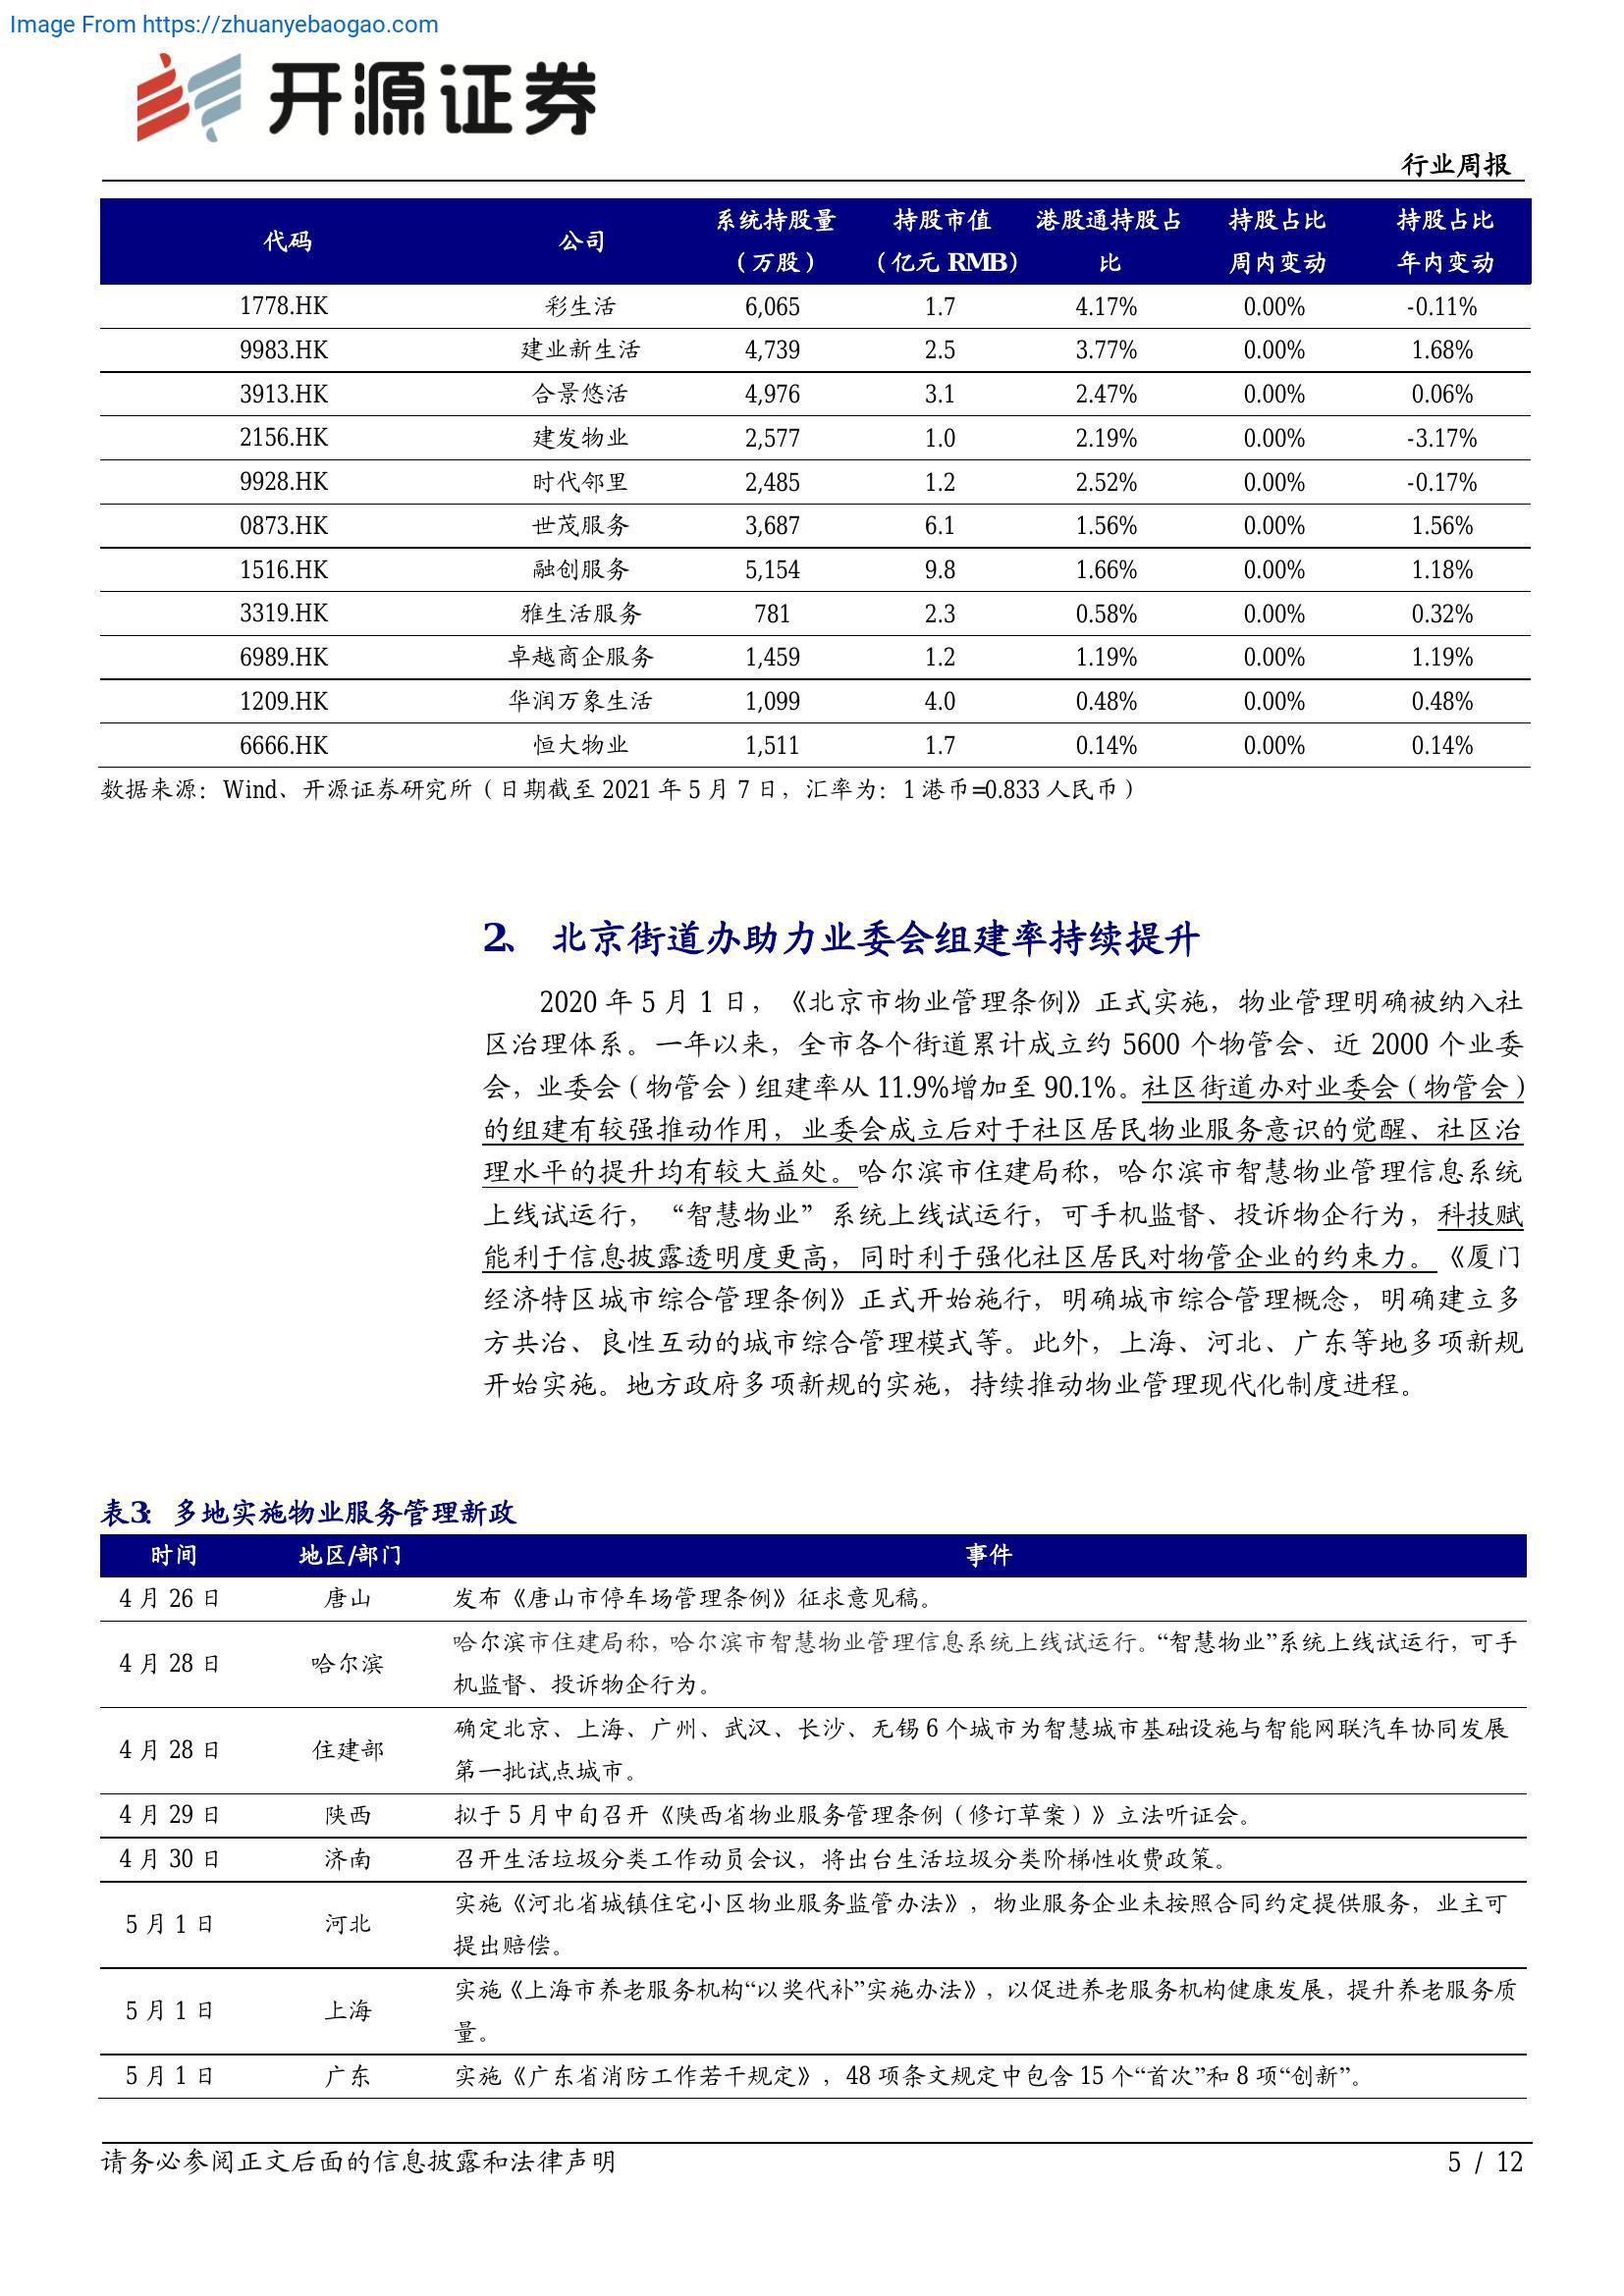 Image From https://zhuanyebaogao.com
开源证券
行业周报
代码 公司 系统持股量（万股） 持股市值（亿元 RMB） 港股通持股占比 持股占比周内变动 持股占比年内变动
1778.HK 彩生活 6,065 1.7 4.17% 0.00% -0.11%
9983.HK 建业新生活 4,739 2.5 3.77% 0.00% 1.68%
3913.HK 合景悠活 4,976 3.1 2.47% 0.00% 0.06%
2156.HK 建发物业 2,577 1.0 2.19% 0.00% -3.17%
9928.HK 时代邻里 2,485 1.2 2.52% 0.00% -0.17%
0873.HK 世茂服务 3,687 6.1 1.56% 0.00% 1.56%
1516.HK 融创服务 5,154 9.8 1.66% 0.00% 1.18%
3319.HK 雅生活服务 781 2.3 0.58% 0.00% 0.32%
6989.HK 卓越商企服务 1,459 1.2 1.19% 0.00% 1.19%
1209.HK 华润万象生活 1,099 4.0 0.48% 0.00% 0.48%
6666.HK 恒大物业 1,511 1.7 0.14% 0.00% 0.14%
数据来源：Wind、开源证券研究所（日期截至 2021 年 5 月 7 日，汇率为：1 港币=0.833 人民币）
2、 北京街道办助力业委会组建率持续提升
2020 年 5 月 1 日，《北京市物业管理条例》正式实施，物业管理明确被纳入社
区治理体系。一年以来，全市各个街道累计成立约 5600 个物管会、近 2000 个业委
会，业委会（物管会）组建率从 11.9%增加至 90.1%。社区街道办对业委会（物管会）
的组建有较强推动作用，业委会成立后对于社区居民物业服务意识的觉醒、社区治
理水平的提升均有较大益处。哈尔滨市住建局称，哈尔滨市智慧物业管理信息系统
上线试运行，“智慧物业”系统上线试运行，可手机监督、投诉物企行为，科技赋
能利于信息披露透明度更高，同时利于强化社区居民对物管企业的约束力。《厦门
经济特区城市综合管理条例》正式开始施行，明确城市综合管理概念，明确建立多
方共治、良性互动的城市综合管理模式等。此外，上海、河北、广东等地多项新规
开始实施。地方政府多项新规的实施，持续推动物业管理现代化制度进程。
表3：多地实施物业服务管理新政
时间 地区/部门 事件
4 月 26 日 唐山 发布《唐山市停车场管理条例》征求意见稿。
4 月 28 日 哈尔滨 哈尔滨市住建局称，哈尔滨市智慧物业管理信息系统上线试运行。“智慧物业”系统上线试运行，可手
机监督、投诉物企行为。
4 月 28 日 住建部 确定北京、上海、广州、武汉、长沙、无锡 6 个城市为智慧城市基础设施与智能网联汽车协同发展
第一批试点城市。
4 月 29 日 陕西 拟于 5 月中旬召开《陕西省物业服务管理条例（修订草案）》立法听证会。
4 月 30 日 济南 召开生活垃圾分类工作动员会议，将出台生活垃圾分类阶梯性收费政策。
5 月 1 日 河北 实施《河北省城镇住宅小区物业服务监管办法》，物业服务企业未按照合同约定提供服务，业主可
提出赔偿。
5 月 1 日 上海 实施《上海市养老服务机构“以奖代补”实施办法》，以促进养老服务机构健康发展，提升养老服务质
量。
5 月 1 日 广东 实施《广东省消防工作若干规定》，48 项条文规定中包含 15 个“首次”和 8 项“创新”。
请务必参阅正文后面的信息披露和法律声明 5 / 12